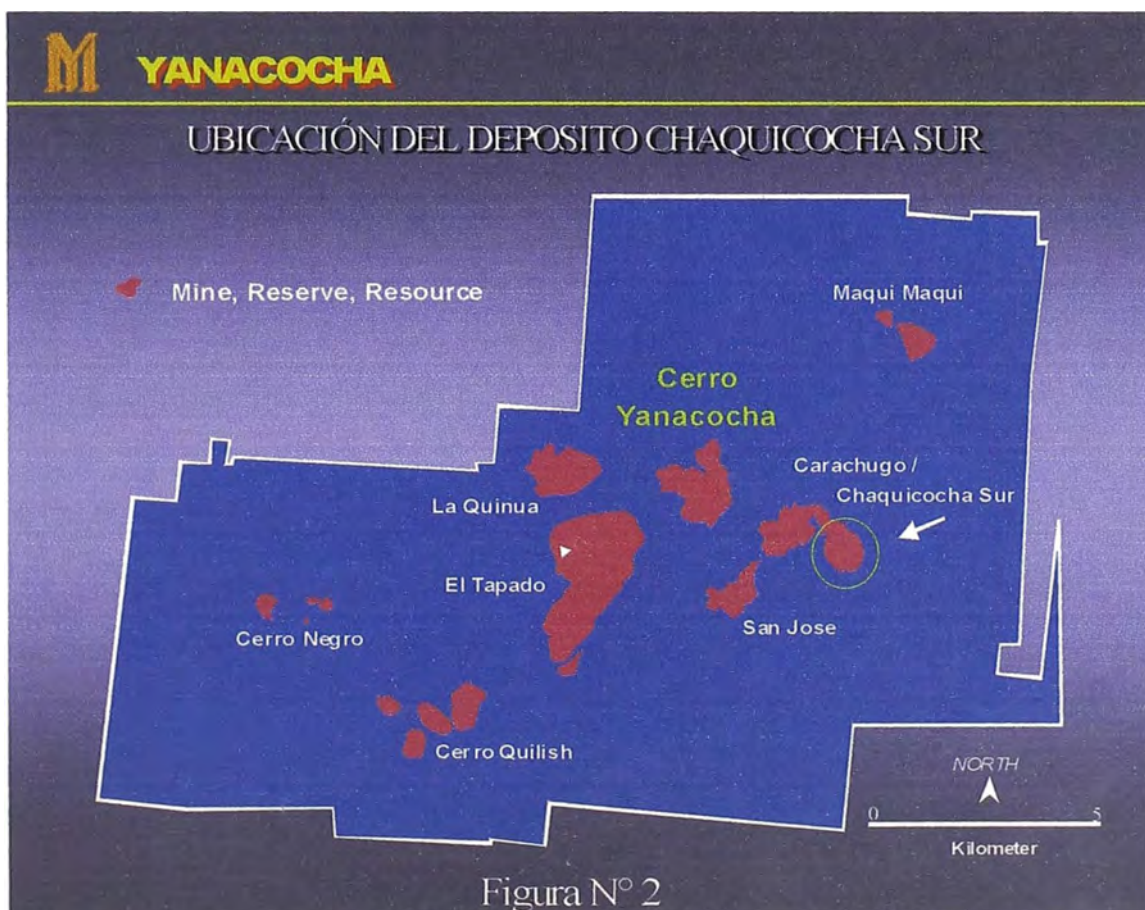 YANACOCHA
UBICACIÓN DEL DEPOSITO CHAQUICOCHA SUR
Mine, Reserve, Resource
Maqui Maqui
Cerro
Yanacocha
Carachugo /
Chaquicocha Sur
La Quinua
El Tapado
San Jose
Cerro Negro
Cerro Quilish
NORTH
0 5
Kilometer
Figura N° 2